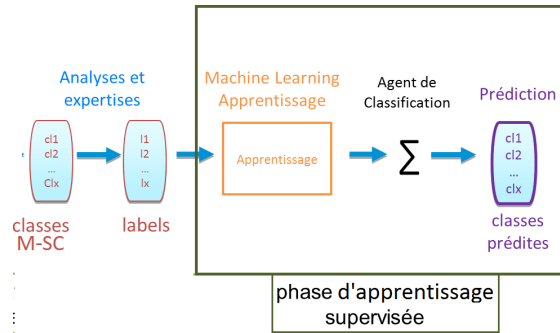 Analyses et
expertises
cl1
cl2
...
Clx
classes
M-SC
l1
l2
...
lx
labels
Machine Learning
Apprentissage
Apprentissage
Agent de
Classification
∑
Prédiction
cl1
cl2
...
clx
classes
prédites
phase d'apprentissage
supervisée